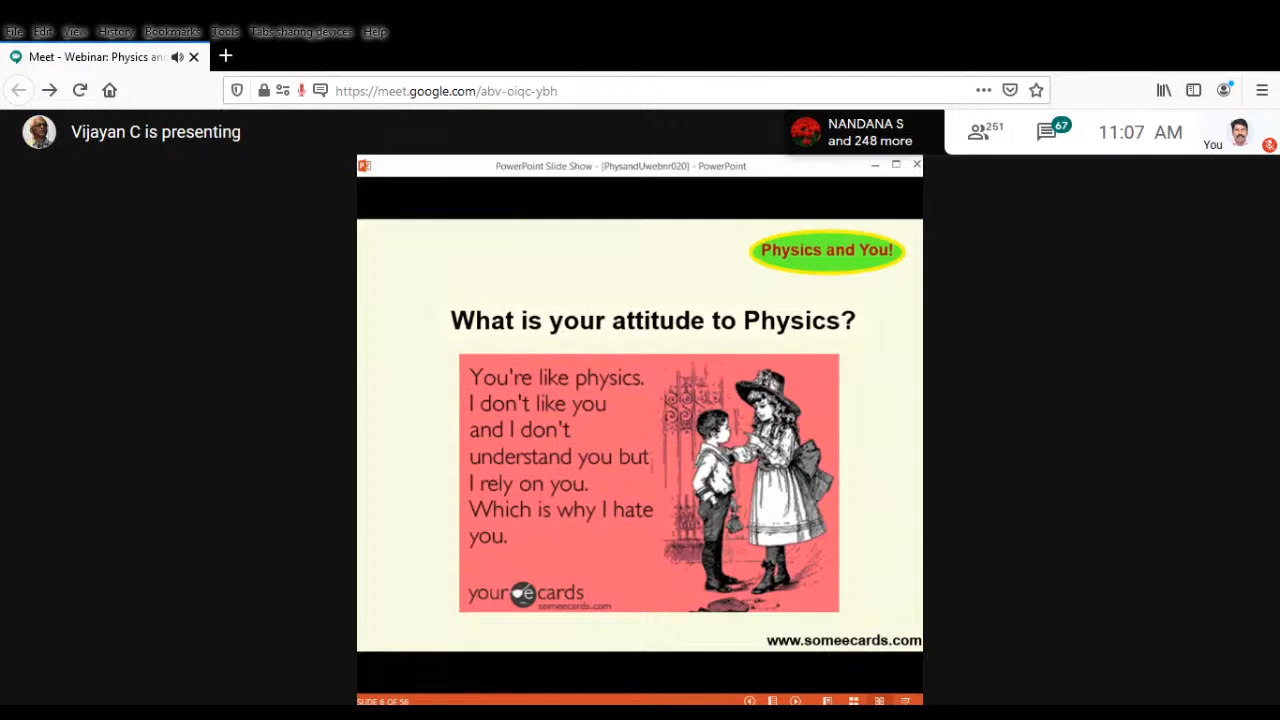 File Edit View History Bookmarks Tools Tabs sharing devices Help
Meet - Webinar: Physics and
https://meet.google.com/abv-oiqc-ybh
Vijayan C is presenting
NANDANA S
and 248 more
251
67
11:07 AM
You
PowerPoint Slide Show - [PhysandUwebnr020] - PowerPoint
Physics and You!
What is your attitude to Physics?
You're like physics.
I don't like you
and I don't
understand you but
I rely on you.
Which is why I hate
you.
your e cards
someecards.com
www.someecards.com
SLIDE 6 OF 56